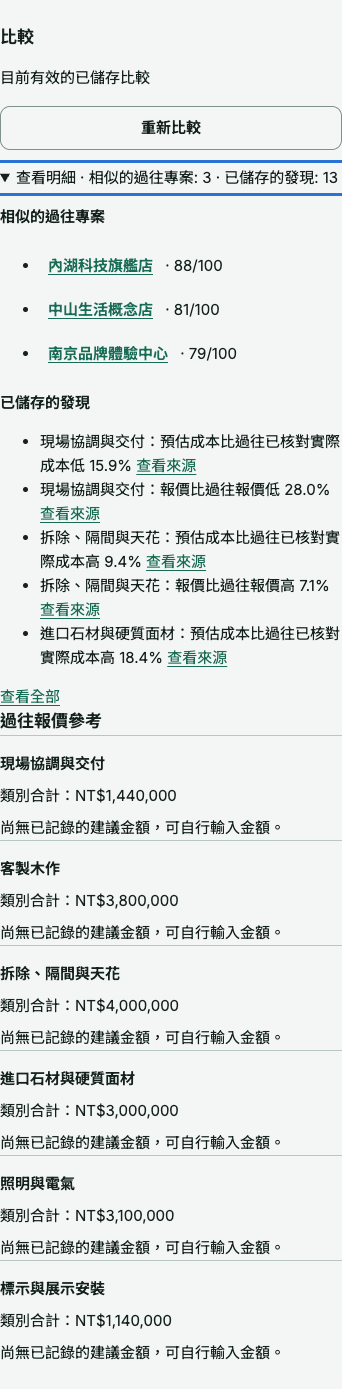 比較
目前有效的已儲存比較
重新比較
▼ 查看明細 · 相似的過往專案: 3 · 已儲存的發現: 13
相似的過往專案
• 內湖科技旗艦店 · 88/100
• 中山生活概念店 · 81/100
• 南京品牌體驗中心 · 79/100
已儲存的發現
• 現場協調與交付：預估成本比過往已核對實際
成本低 15.9% 查看來源
• 現場協調與交付：報價比過往報價低 28.0%
查看來源
• 拆除、隔間與天花：預估成本比過往已核對實
際成本高 9.4% 查看來源
• 拆除、隔間與天花：報價比過往報價高 7.1%
查看來源
• 進口石材與硬質面材：預估成本比過往已核對
實際成本高 18.4% 查看來源
查看全部
過往報價參考
現場協調與交付
類別合計：NT$1,440,000
尚無已記錄的建議金額，可自行輸入金額。
客製木作
類別合計：NT$3,800,000
尚無已記錄的建議金額，可自行輸入金額。
拆除、隔間與天花
類別合計：NT$4,000,000
尚無已記錄的建議金額，可自行輸入金額。
進口石材與硬質面材
類別合計：NT$3,000,000
尚無已記錄的建議金額，可自行輸入金額。
照明與電氣
類別合計：NT$3,100,000
尚無已記錄的建議金額，可自行輸入金額。
標示與展示安裝
類別合計：NT$1,140,000
尚無已記錄的建議金額，可自行輸入金額。